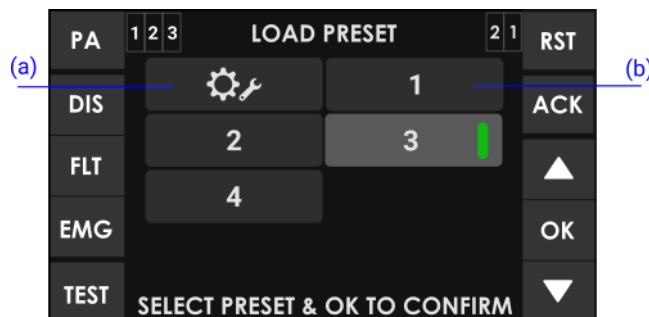 PA 1 2 3 LOAD PRESET 2 1 RST
(a) (b)
1
DIS ACK
2 3
FLT
4
EMG OK
TEST SELECT PRESET & OK TO CONFIRM